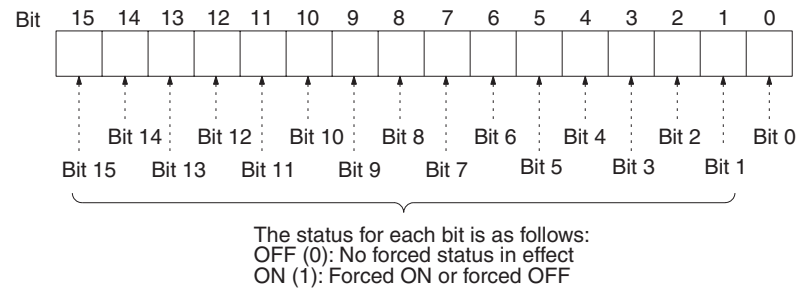 Bit 15 14 13 12 11 10 9 8 7 6 5 4 3 2 1 0
Bit 14 Bit 12 Bit 10 Bit 8 Bit 6 Bit 4 Bit 2 Bit 0
Bit 15 Bit 13 Bit 11 Bit 9 Bit 7 Bit 5 Bit 3 Bit 1
The status for each bit is as follows:
OFF (0): No forced status in effect
ON (1): Forced ON or forced OFF